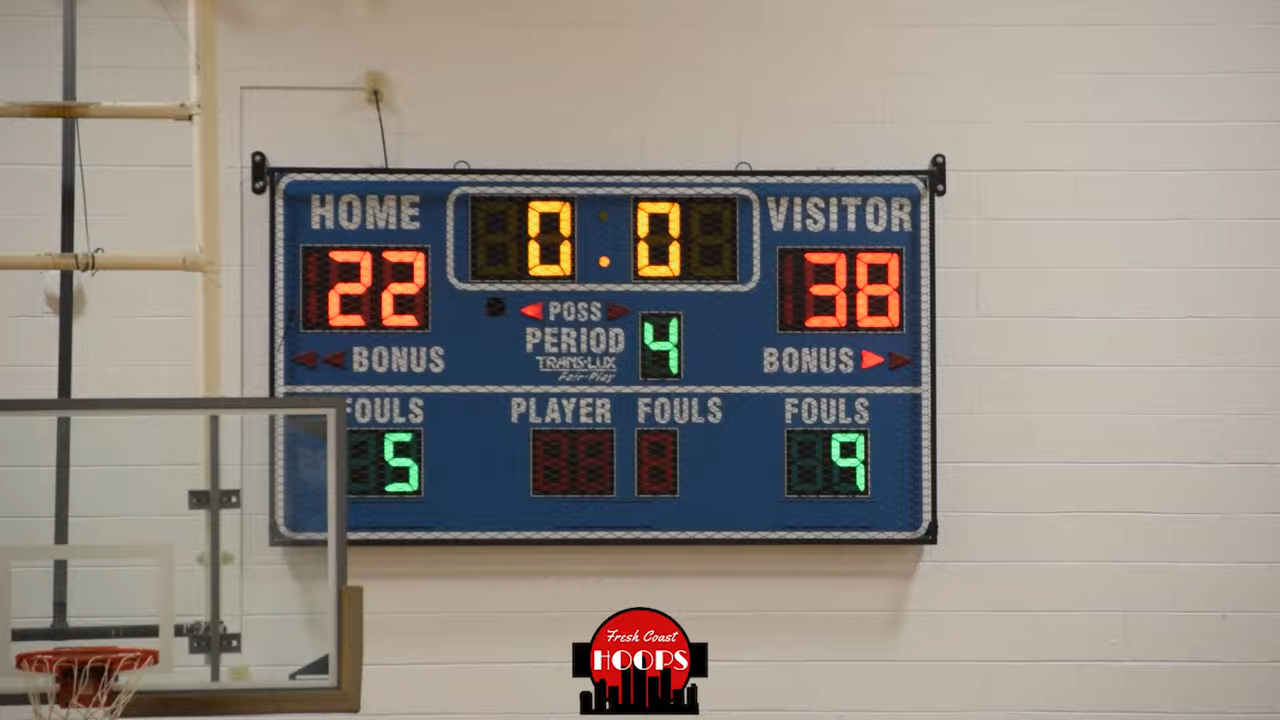 HOME
0.0
VISITOR
22
38
POSS
PERIOD
4
TRANS-LUX
Fair-Play
BONUS
BONUS
FOULS
PLAYER FOULS
FOULS
5
9
Fresh Coast
HOOPS